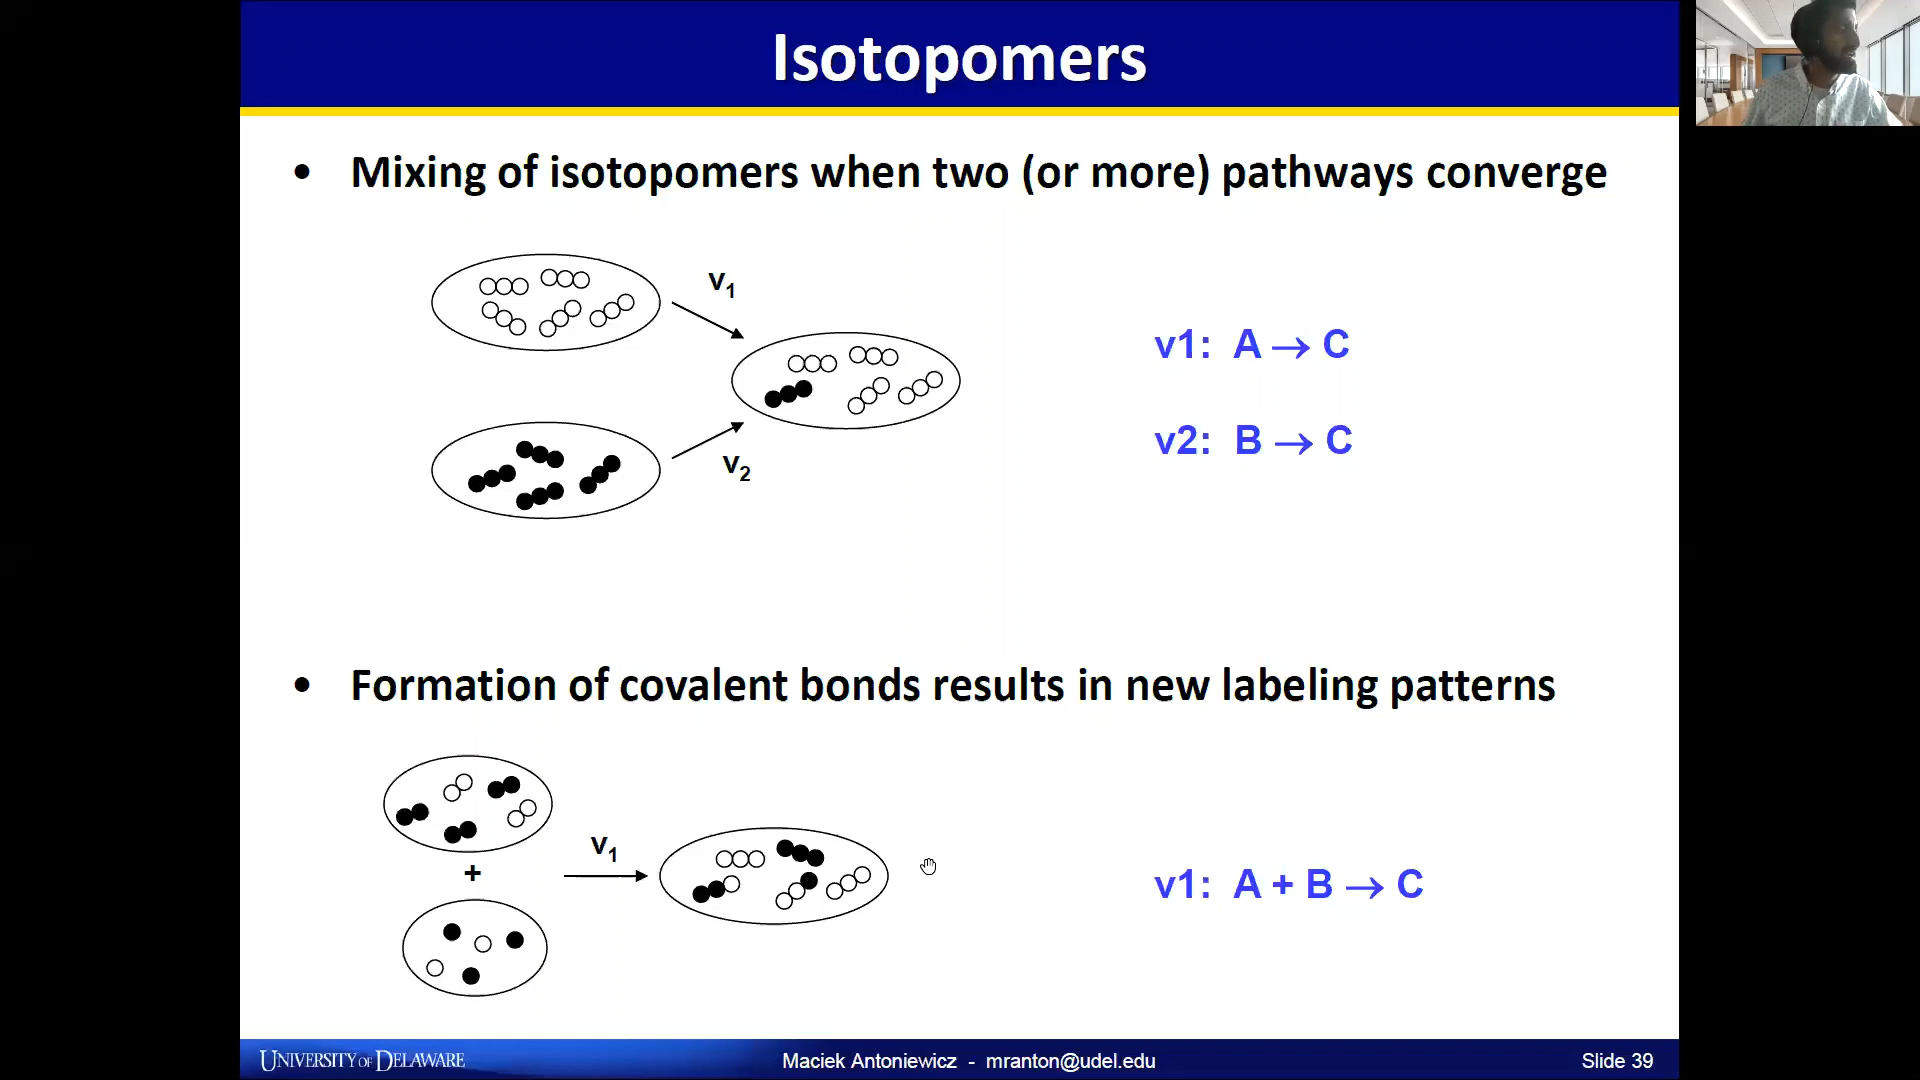 Isotopomers
• Mixing of isotopomers when two (or more) pathways converge
v1
v1: A → C
v2: B → C
v2
• Formation of covalent bonds results in new labeling patterns
v1
+
v1: A + B → C
UNIVERSITY OF DELAWARE
Maciek Antoniewicz - mranton@udel.edu
Slide 39